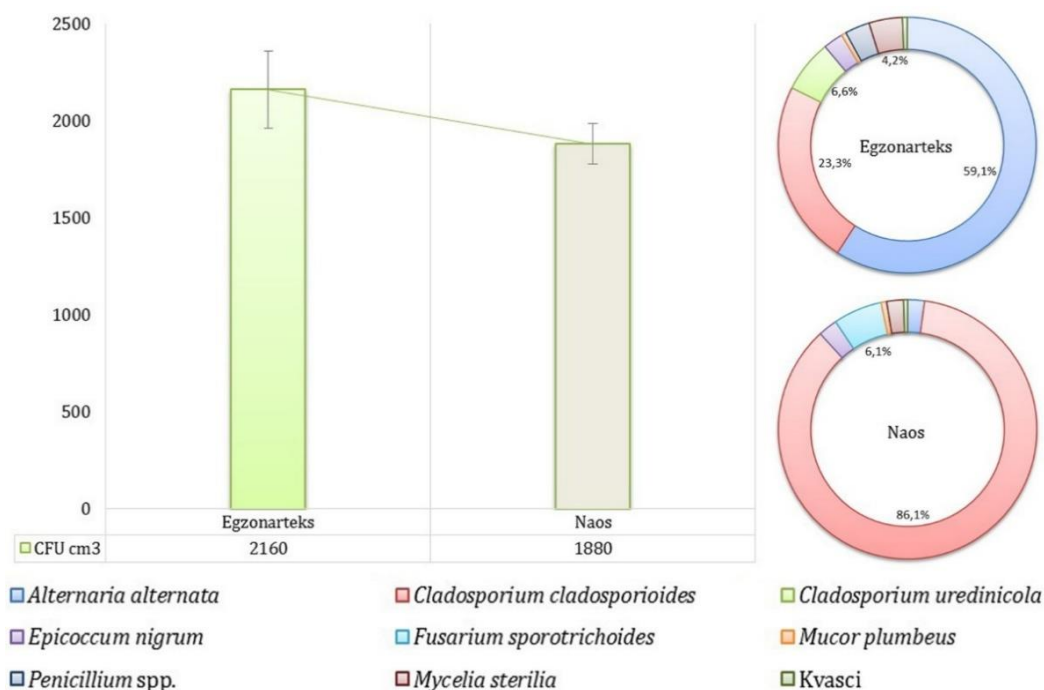 2500
2000
1500
1000
500
0
Egzonarteks
Naos
CFU cm3
2160
1880
4,2%
6,6%
Egzonarteks
23,3%
59,1%
6,1%
Naos
86,1%
Alternaria alternata
Cladosporium cladosporioides
Cladosporium uredinicola
Epicoccum nigrum
Fusarium sporotrichoides
Mucor plumbeus
Penicillium spp.
Mycelia sterilia
Kvasci